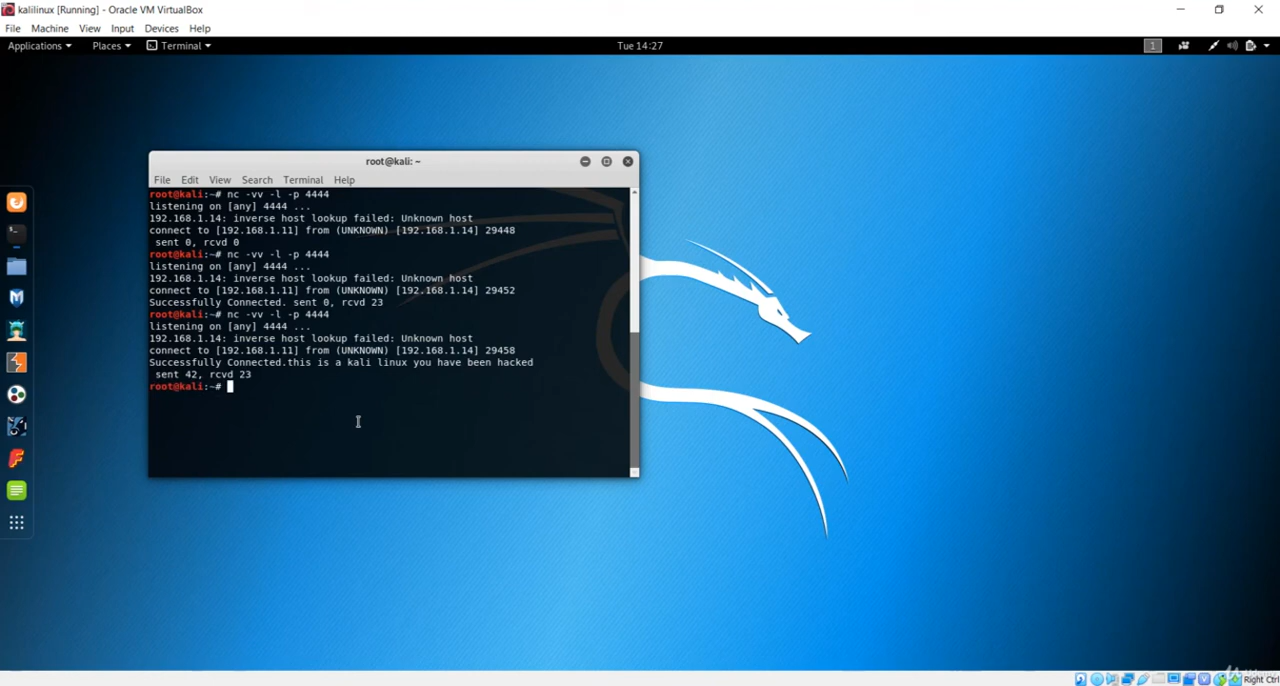 kalilinux [Running] - Oracle VM VirtualBox
File Machine View Input Devices Help
Applications Places Terminal Tue 14:27 1
root@kali: ~
File Edit View Search Terminal Help
root@kali:~# nc -vv -l -p 4444
listening on [any] 4444 ...
192.168.1.14: inverse host lookup failed: Unknown host
connect to [192.168.1.11] from (UNKNOWN) [192.168.1.14] 29448
sent 0, rcvd 0
root@kali:~# nc -vv -l -p 4444
listening on [any] 4444 ...
192.168.1.14: inverse host lookup failed: Unknown host
connect to [192.168.1.11] from (UNKNOWN) [192.168.1.14] 29452
Successfully Connected. sent 0, rcvd 23
root@kali:~# nc -vv -l -p 4444
listening on [any] 4444 ...
192.168.1.14: inverse host lookup failed: Unknown host
connect to [192.168.1.11] from (UNKNOWN) [192.168.1.14] 29458
Successfully Connected.this is a kali linux you have been hacked
sent 42, rcvd 23
root@kali:~#
Right Ctrl